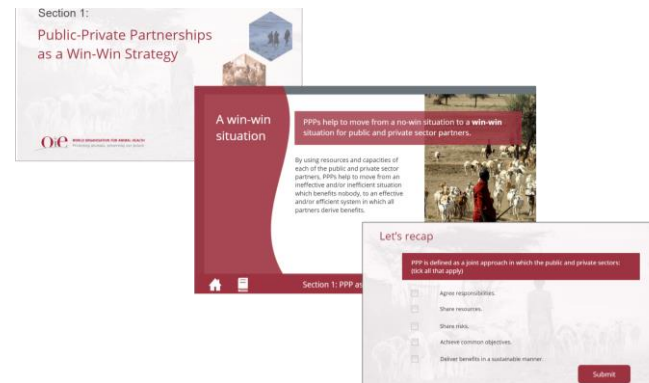 Section 1:
Public-Private Partnerships
as a Win-Win Strategy
Oie WORLD ORGANISATION FOR ANIMAL HEALTH
A win-win
situation
PPPs help to move from a no-win situation to a win-win
situation for public and private sector partners.
By using resources and capacities of
each of the public and private sector
partners, PPPs help to move from an
ineffective and/or inefficient situation
which benefits nobody, to an effective
and/or efficient system in which all
partners derive benefits.
Section 1: PPP as
Let's recap
PPP is defined as a joint approach in which the public and private sectors:
(tick all that apply)
Agree responsibilities.
Share resources.
Share risks.
Achieve common objectives.
Deliver benefits in a sustainable manner.
Submit